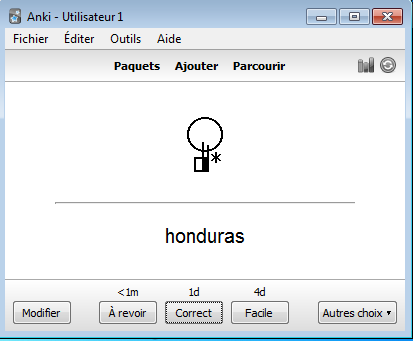 Anki - Utilisateur 1
Fichier Éditer Outils Aide
Paquets Ajouter Parcourir
honduras
<1m 1d 4d
Modifier À revoir Correct Facile Autres choix ▾